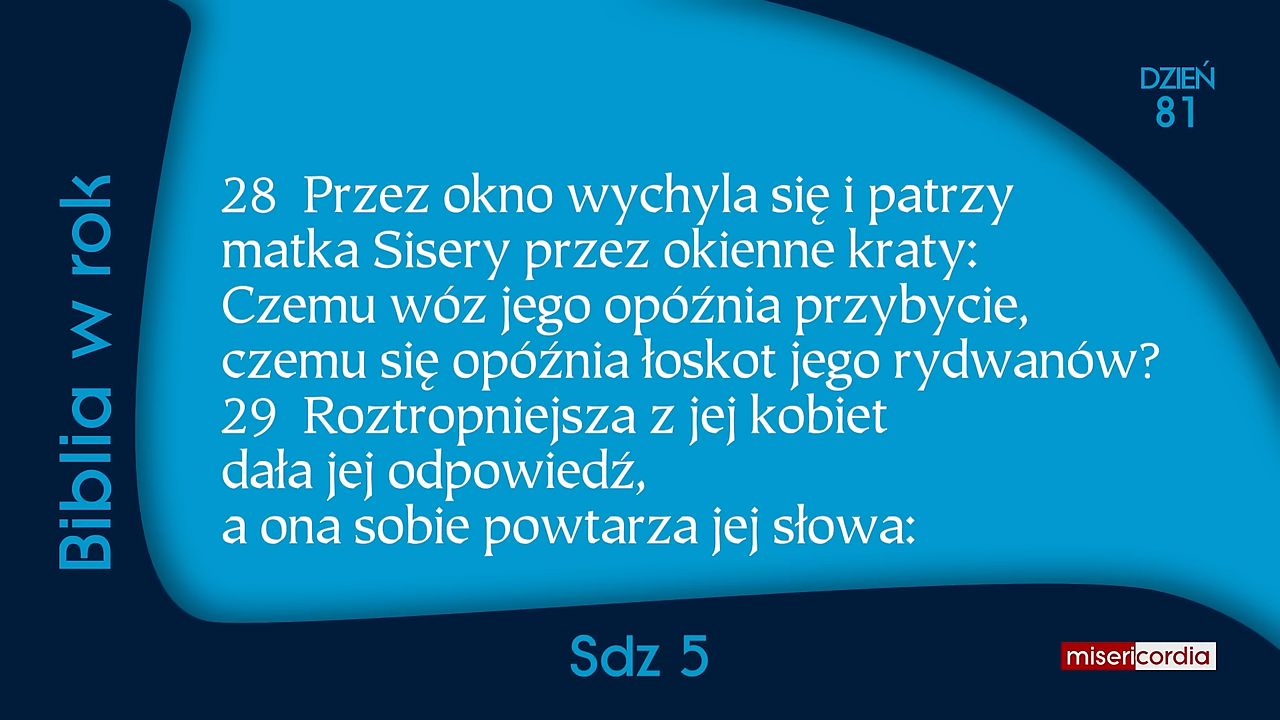 DZIEŃ
81
Biblia w rok
28 Przez okno wychyla się i patrzy
matka Sisery przez okienne kraty:
Czemu wóz jego opóźnia przybycie,
czemu się opóźnia łoskot jego rydwanów?
29 Roztropniejsza z jej kobiet
dała jej odpowiedź,
a ona sobie powtarza jej słowa:
Sdz 5
misericordia